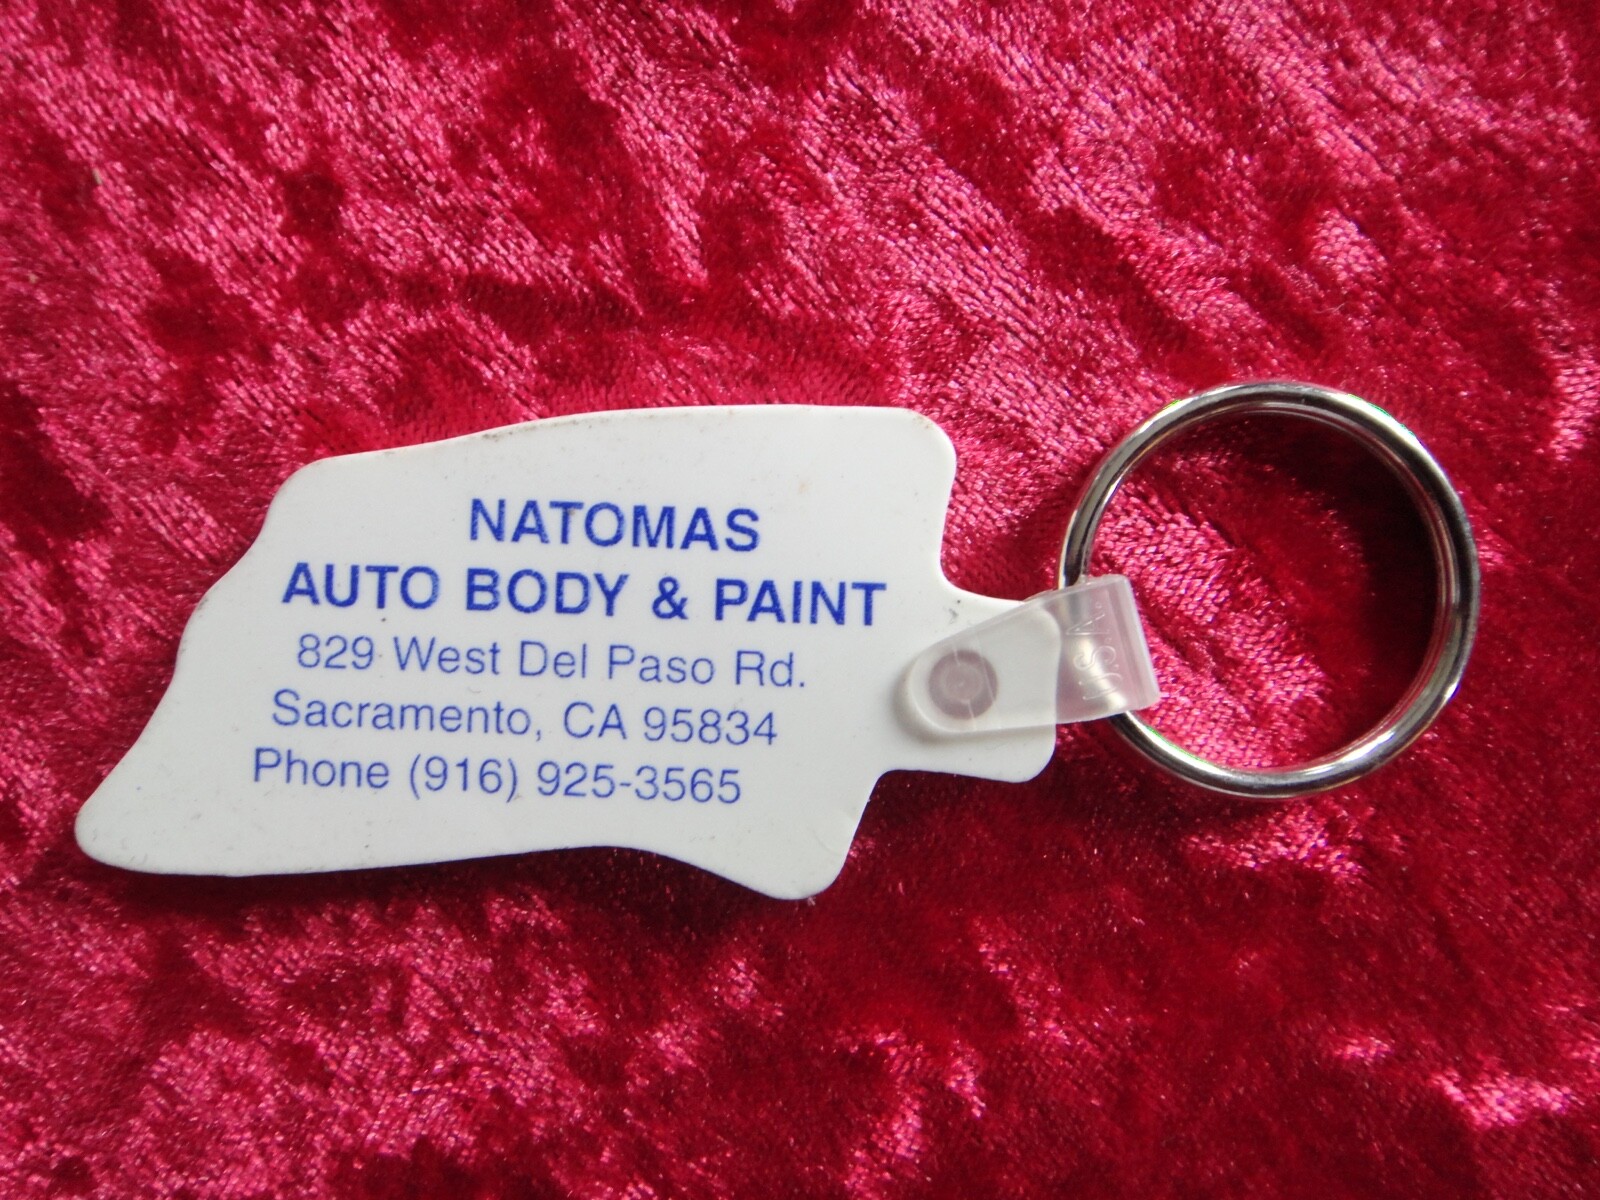 NATOMAS
AUTO BODY & PAINT
829 West Del Paso Rd.
Sacramento, CA 95834
Phone (916) 925-3565
U.S.A.